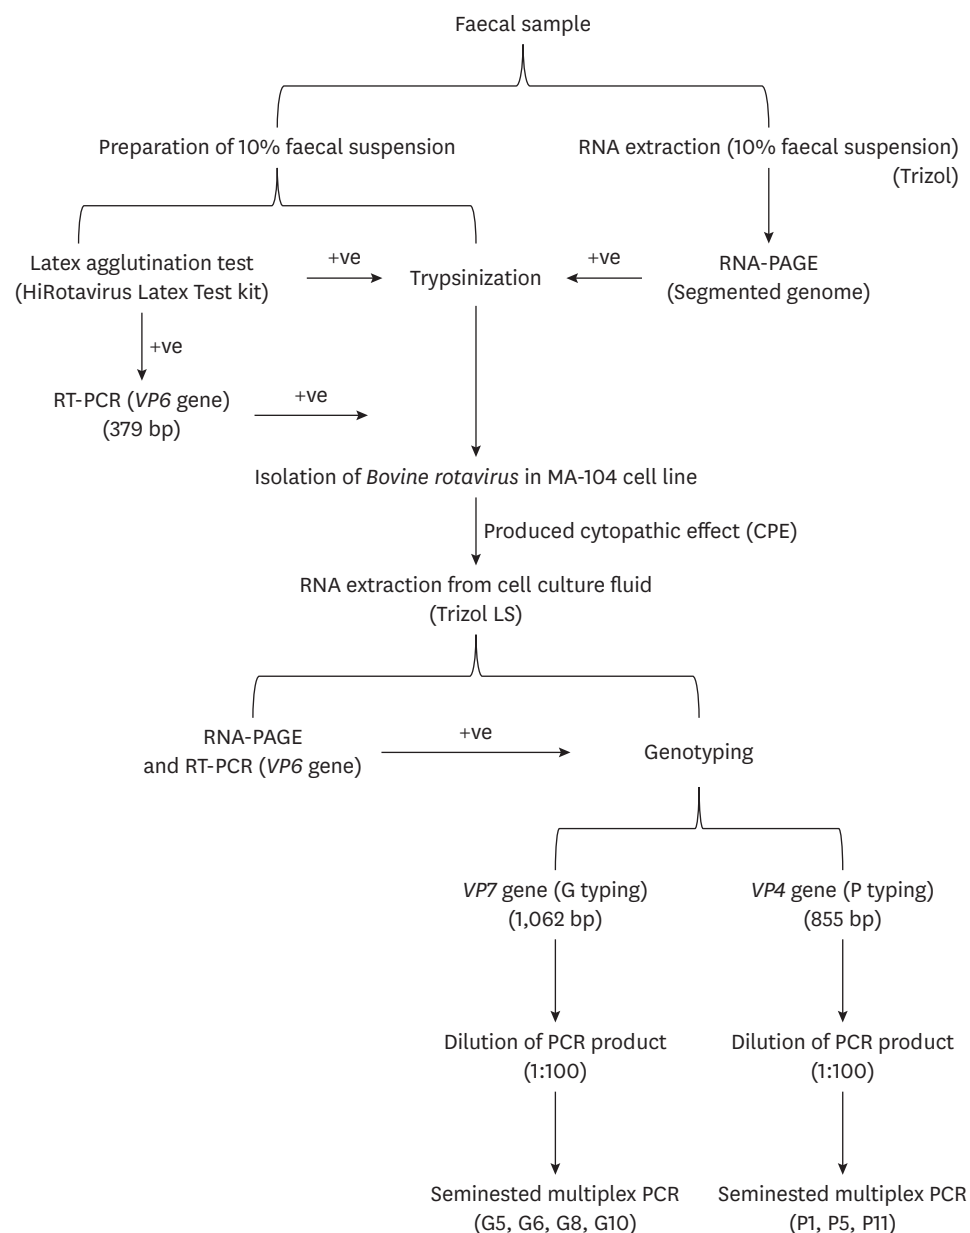 Faecal sample
Preparation of 10% faecal suspension
RNA extraction (10% faecal suspension)
(Trizol)
Latex agglutination test
(HiRotavirus Latex Test kit)
+ve
Trypsinization
+ve
RNA-PAGE
(Segmented genome)
+ve
RT-PCR (VP6 gene)
(379 bp)
+ve
Isolation of Bovine rotavirus in MA-104 cell line
Produced cytopathic effect (CPE)
RNA extraction from cell culture fluid
(Trizol LS)
RNA-PAGE
and RT-PCR (VP6 gene)
+ve
Genotyping
VP7 gene (G typing)
(1,062 bp)
VP4 gene (P typing)
(855 bp)
Dilution of PCR product
(1:100)
Dilution of PCR product
(1:100)
Seminested multiplex PCR
(G5, G6, G8, G10)
Seminested multiplex PCR
(P1, P5, P11)